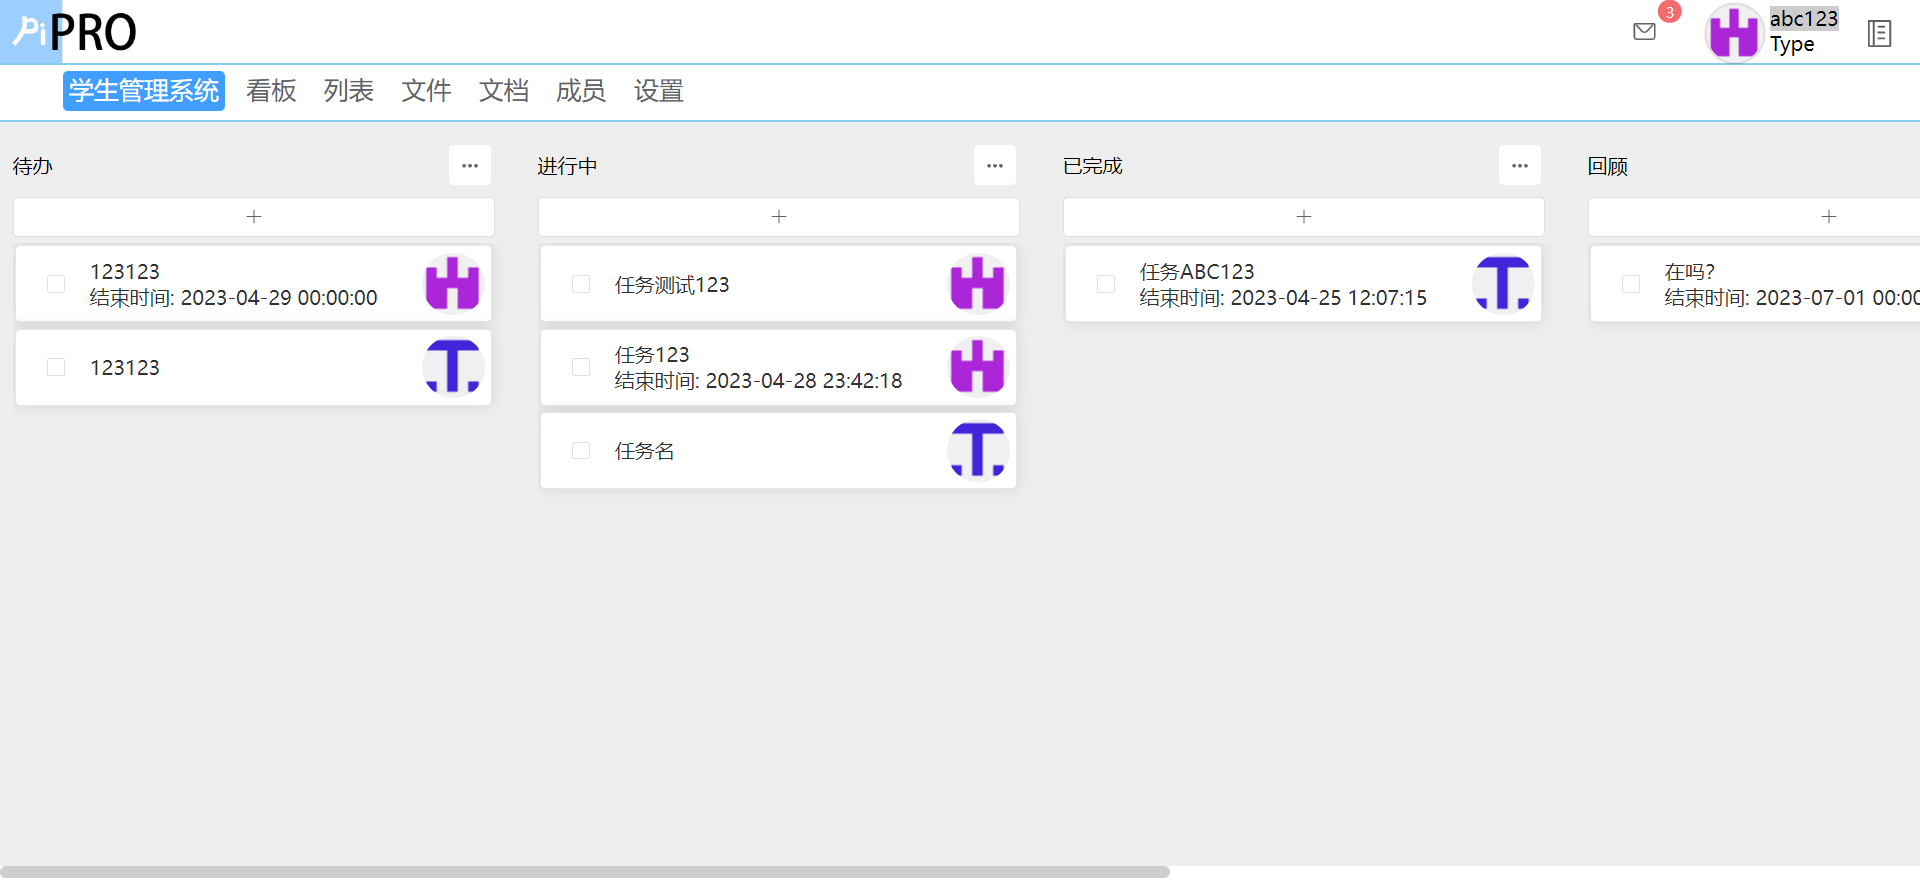 Pi PRO
3
abc123
Type
学生管理系统 看板 列表 文件 文档 成员 设置
待办
123123
结束时间: 2023-04-29 00:00:00
123123
进行中
任务测试123
任务123
结束时间: 2023-04-28 23:42:18
任务名
已完成
任务ABC123
结束时间: 2023-04-25 12:07:15
回顾
在吗?
结束时间: 2023-07-01 00:00